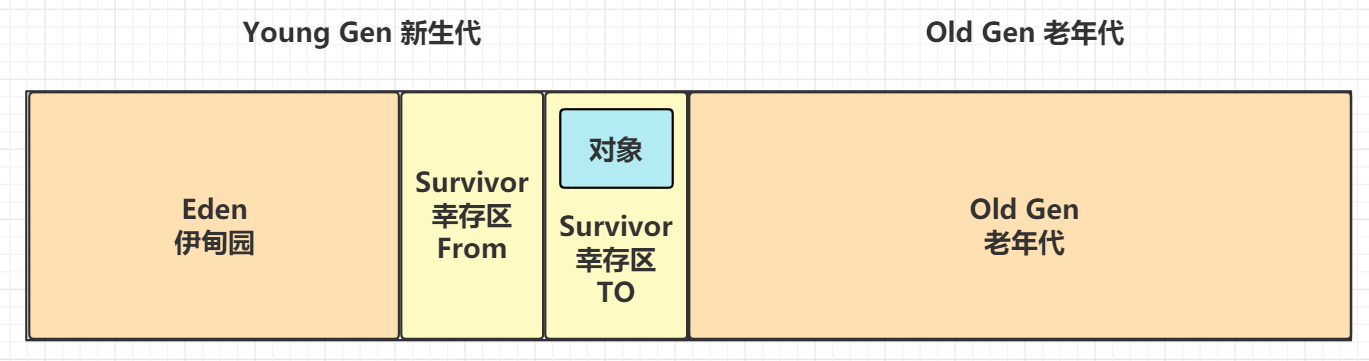 Young Gen 新生代
Old Gen 老年代
Eden
伊甸园
Survivor
幸存区
From
对象
Survivor
幸存区
TO
Old Gen
老年代